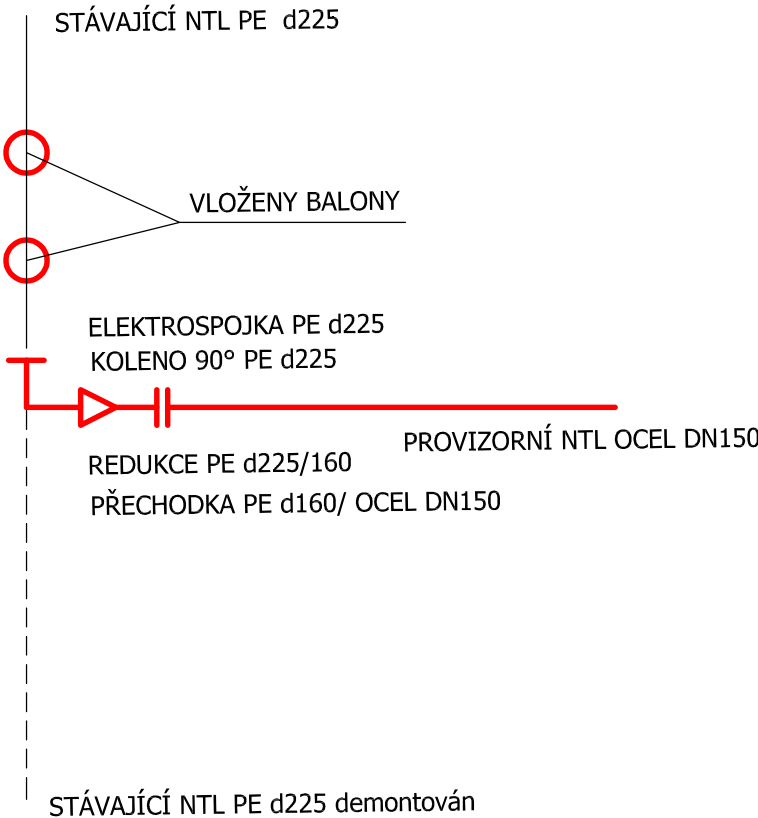 STÁVAJÍCÍ NTL PE d225
VLOŽENY BALONY
ELEKTROSPOJKA PE d225
KOLENO 90° PE d225
PROVIZORNÍ NTL OCEL DN150
REDUKCE PE d225/160
PŘECHODKA PE d160/ OCEL DN150
STÁVAJÍCÍ NTL PE d225 demontován